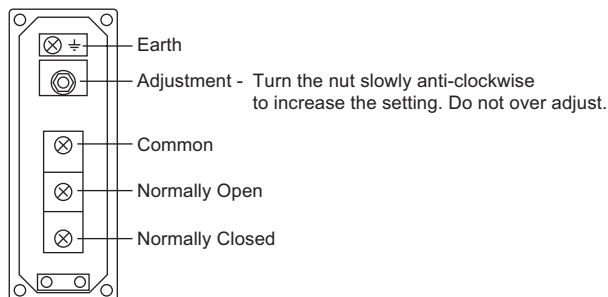 Earth
Adjustment - Turn the nut slowly anti-clockwise
to increase the setting. Do not over adjust.
Common
Normally Open
Normally Closed